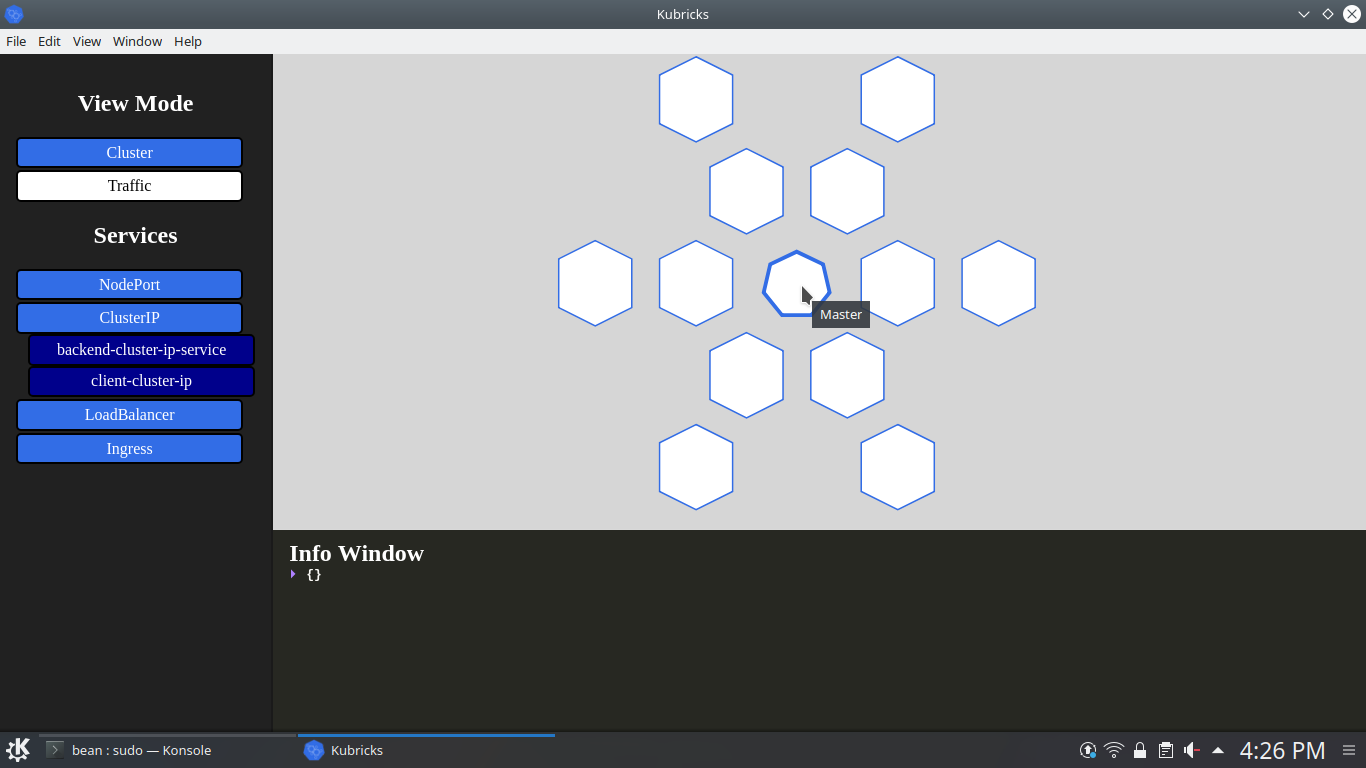 Kubricks
File Edit View Window Help
View Mode
Cluster
Traffic
Services
NodePort
ClusterIP
backend-cluster-ip-service
client-cluster-ip
LoadBalancer
Ingress
Master
Info Window
{}
bean : sudo — Konsole
Kubricks
4:26 PM